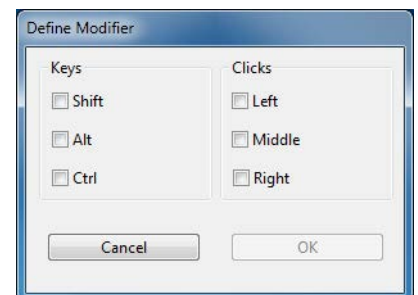 Define Modifier
Keys
Clicks
Shift
Left
Alt
Middle
Ctrl
Right
Cancel
OK